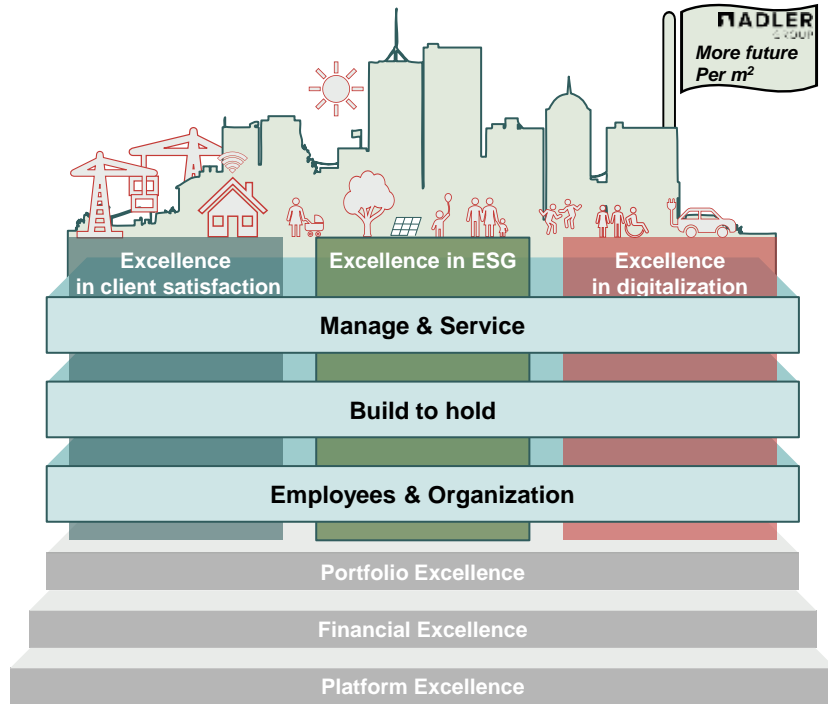 ADLER
GROUP
More future
Per m²
Excellence
in client satisfaction
Excellence in ESG
Excellence
in digitalization
Manage & Service
Build to hold
Employees & Organization
Portfolio Excellence
Financial Excellence
Platform Excellence